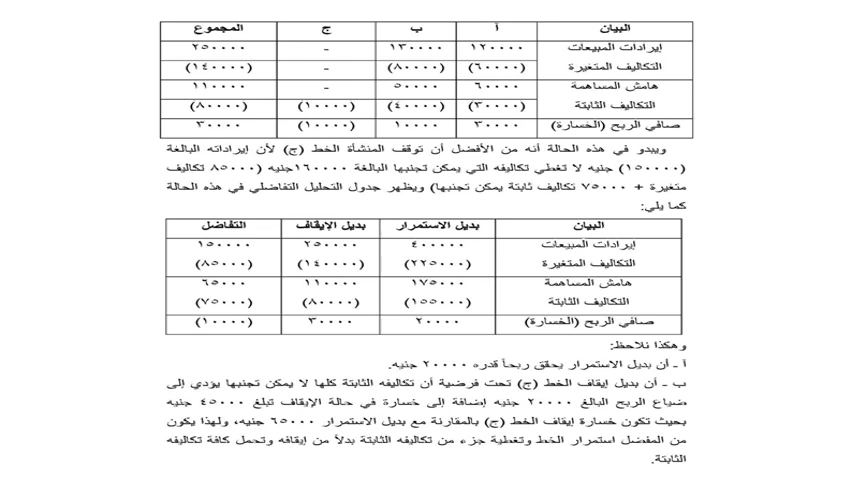 البيان أ ب ج المجموع
إيرادات المبيعات ١٢٠٠٠٠ ١٣٠٠٠٠ - ٢٥٠٠٠٠
التكاليف المتغيرة (٦٠٠٠٠) (٨٠٠٠٠) - (١٤٠٠٠٠)
هامش المساهمة ٦٠٠٠٠ ٥٠٠٠٠ - ١١٠٠٠٠
التكاليف الثابتة (٣٠٠٠٠) (٤٠٠٠٠) (١٠٠٠٠) (٨٠٠٠٠)
صافي الربح (الخسارة) ٣٠٠٠٠ ١٠٠٠٠ (١٠٠٠٠) ٣٠٠٠٠
ويبدو في هذه الحالة أنه من الأفضل أن توقف المنشأة الخط (ج) لأن إيراداته البالغة
(١٥٠٠٠٠) جنيه لا تغطي تكاليفه التي يمكن تجنبها البالغة ١٦٠٠٠٠جنيه (٨٥٠٠٠ تكاليف
متغيرة + ٧٥٠٠٠ تكاليف ثابتة يمكن تجنبها) ويظهر جدول التحليل التفاضلي في هذه الحالة
كما يلي:
البيان بديل الاستمرار بديل الإيقاف التفاضل
إيرادات المبيعات ٤٠٠٠٠٠ ٢٥٠٠٠٠ ١٥٠٠٠٠
التكاليف المتغيرة (٢٢٥٠٠٠) (١٤٠٠٠٠) (٨٥٠٠٠)
هامش المساهمة ١٧٥٠٠٠ ١١٠٠٠٠ ٦٥٠٠٠
التكاليف الثابتة (١٥٥٠٠٠) (٨٠٠٠٠) (٧٥٠٠٠)
صافي الربح (الخسارة) ٢٠٠٠٠ ٣٠٠٠٠ (١٠٠٠٠)
وهكذا نلاحظ:
أ - أن بديل الاستمرار يحقق ربحاً قدره ٢٠٠٠٠ جنيه.
ب - أن بديل إيقاف الخط (ج) تحت فرضية أن تكاليفه الثابتة كلها لا يمكن تجنبها يؤدي إلى
ضياع الربح البالغ ٢٠٠٠٠ جنيه إضافة إلى خسارة في حالة الإيقاف تبلغ ٤٥٠٠٠ جنيه
بحيث تكون خسارة إيقاف الخط (ج) بالمقارنة مع بديل الاستمرار ٦٥٠٠٠ جنيه، ولهذا يكون
من المفضل استمرار الخط وتغطية جزء من تكاليفه الثابتة بدلاً من إيقافه وتحمل كافة تكاليفه
الثابتة.